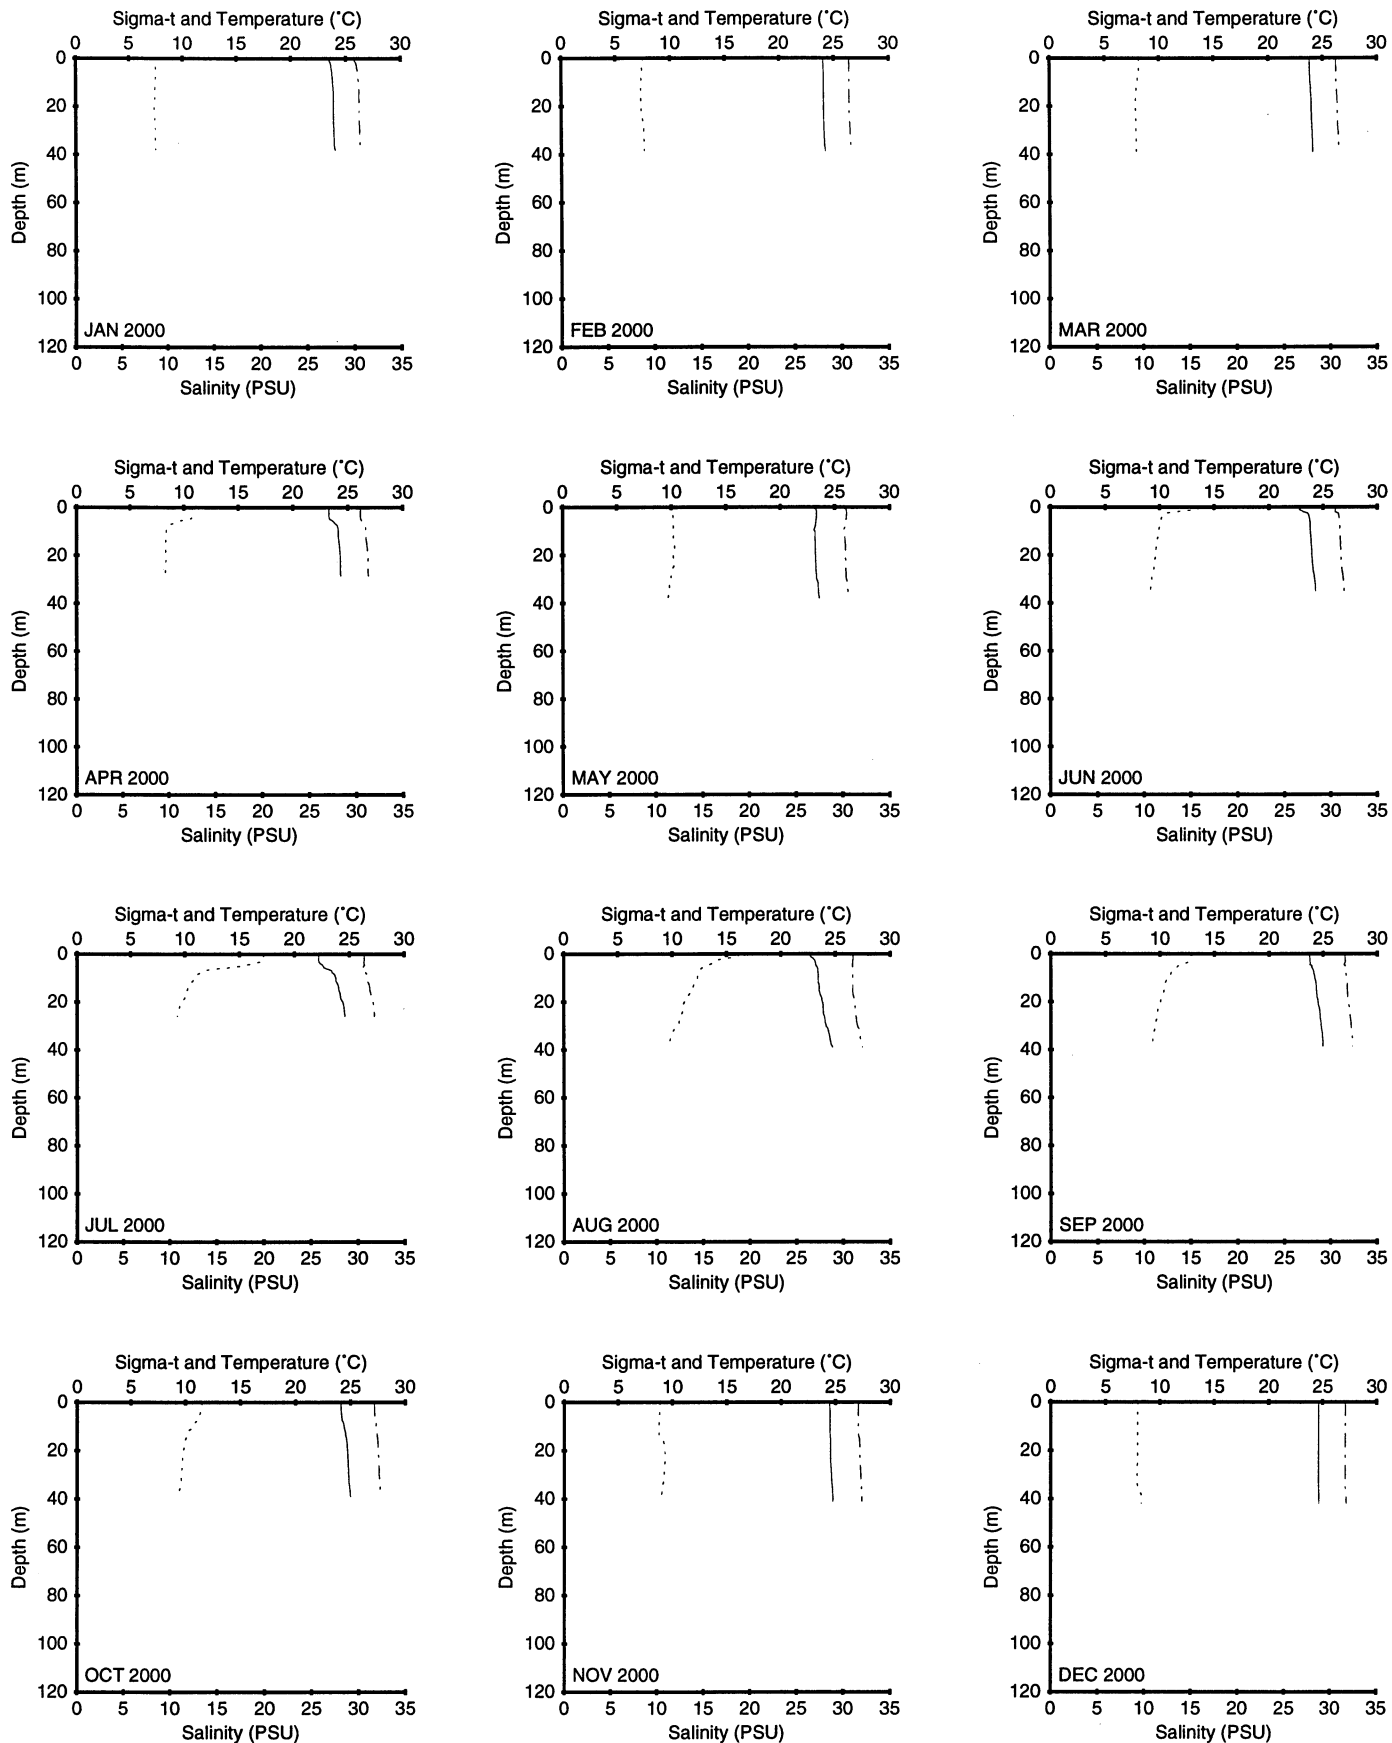 Sigma-t and Temperature (˚C) Sigma-t and Temperature (˚C) Sigma-t and Temperature (˚C)
0 5 10 15 20 25 30 0 5 10 15 20 25 30 0 5 10 15 20 25 30
0 0 0
20 20 20
40 40 40
Depth (m) Depth (m) Depth (m)
60 60 60
80 80 80
100 100 100
JAN 2000 FEB 2000 MAR 2000
120 120 120
0 5 10 15 20 25 30 35 0 5 10 15 20 25 30 35 0 5 10 15 20 25 30 35
Salinity (PSU) Salinity (PSU) Salinity (PSU)
Sigma-t and Temperature (˚C) Sigma-t and Temperature (˚C) Sigma-t and Temperature (˚C)
0 5 10 15 20 25 30 0 5 10 15 20 25 30 0 5 10 15 20 25 30
0 0 0
20 20 20
40 40 40
Depth (m) Depth (m) Depth (m)
60 60 60
80 80 80
100 100 100
APR 2000 MAY 2000 JUN 2000
120 120 120
0 5 10 15 20 25 30 35 0 5 10 15 20 25 30 35 0 5 10 15 20 25 30 35
Salinity (PSU) Salinity (PSU) Salinity (PSU)
Sigma-t and Temperature (˚C) Sigma-t and Temperature (˚C) Sigma-t and Temperature (˚C)
0 5 10 15 20 25 30 0 5 10 15 20 25 30 0 5 10 15 20 25 30
0 0 0
20 20 20
40 40 40
Depth (m) Depth (m) Depth (m)
60 60 60
80 80 80
100 100 100
JUL 2000 AUG 2000 SEP 2000
120 120 120
0 5 10 15 20 25 30 35 0 5 10 15 20 25 30 35 0 5 10 15 20 25 30 35
Salinity (PSU) Salinity (PSU) Salinity (PSU)
Sigma-t and Temperature (˚C) Sigma-t and Temperature (˚C) Sigma-t and Temperature (˚C)
0 5 10 15 20 25 30 0 5 10 15 20 25 30 0 5 10 15 20 25 30
0 0 0
20 20 20
40 40 40
Depth (m) Depth (m) Depth (m)
60 60 60
80 80 80
100 100 100
OCT 2000 NOV 2000 DEC 2000
120 120 120
0 5 10 15 20 25 30 35 0 5 10 15 20 25 30 35 0 5 10 15 20 25 30 35
Salinity (PSU) Salinity (PSU) Salinity (PSU)